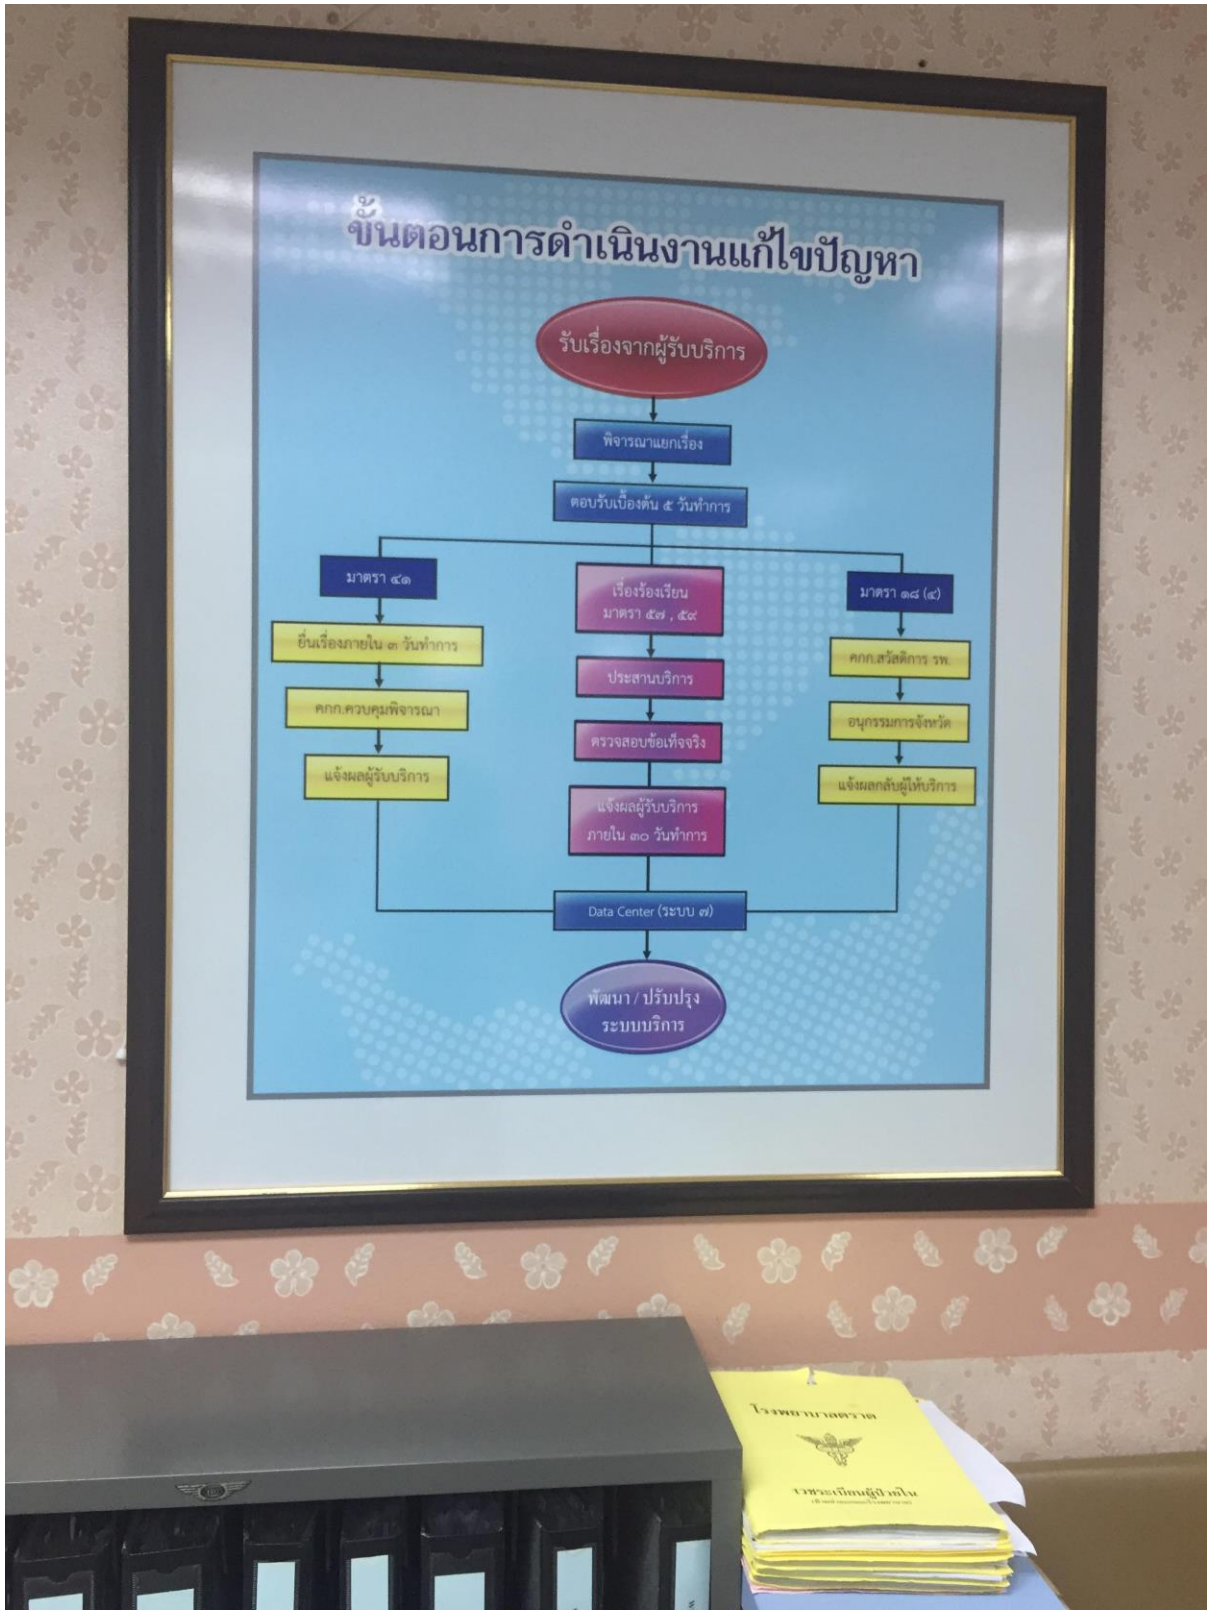 ขั้นตอนการดำเนินงานแก้ไขปัญหา
รับเรื่องจากผู้รับบริการ
พิจารณาแยกเรื่อง
ตอบรับเบื้องต้น ๕ วันทำการ
มาตรา ๔๑
ยื่นเรื่องภายใน ๓ วันทำการ
คกก.ควบคุมพิจารณา
แจ้งผลผู้รับบริการ
เรื่องร้องเรียน
มาตรา ๕๗ , ๕๙
ประสานบริการ
ตรวจสอบข้อเท็จจริง
แจ้งผลผู้รับบริการ
ภายใน ๓๐ วันทำการ
มาตรา ๑๘ (๔)
คกก.สวัสดิการ รพ.
อนุกรรมการจังหวัด
แจ้งผลกลับผู้ให้บริการ
Data Center (ระบบ ๗)
พัฒนา / ปรับปรุง
ระบบบริการ
โรงพยาบาลตราด
เวชระเบียนผู้ป่วยใน